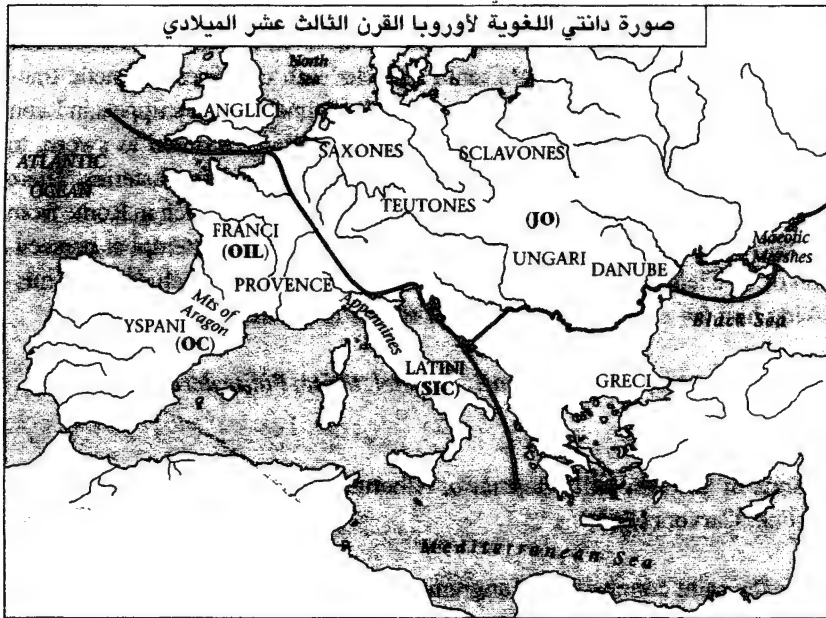 صورة دانتي اللغوية لأوروبا القرن الثالث عشر الميلادي
North
Sea
ANGLICI
ATLANTIC
OCEAN
SAXONES
SCLAVONES
TEUTONES
FRANCI
(OIL)
(JO)
UNGARI
DANUBE
Maeotic
Marshes
PROVENCE
Appennines
Mts of
Aragon
YSPANI
(OC)
Black Sea
LATINI
(SIC)
GRECI
Mediterranean Sea